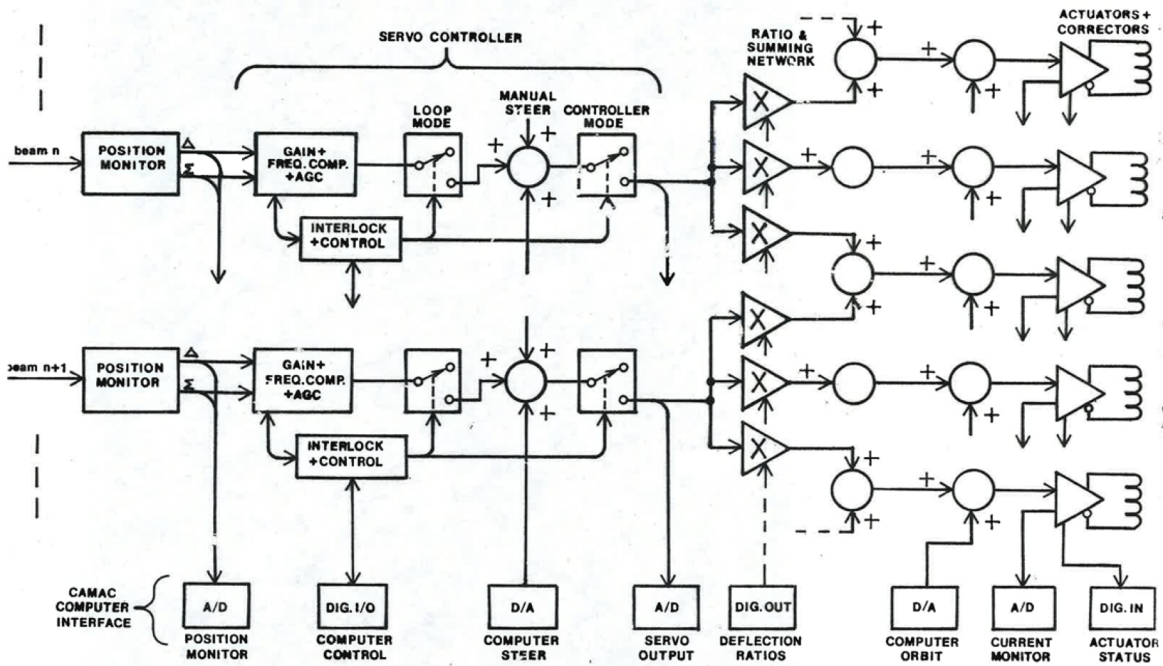 ACTUATORS +
CORRECTORS
SERVO CONTROLLER
RATIO &
SUMMING
NETWORK
+
+
+
+
MANUAL
STEER
CONTROLLER
MODE
LOOP
MODE
X
beam n
POSITION
MONITOR
Δ
Σ
GAIN+
FREQ.COMP.
+AGC
+
+
+
X
+
+
+
INTERLOCK
+CONTROL
X
+
+
+
+
beam n+1
POSITION
MONITOR
Δ
Σ
GAIN+
FREQ.COMP.
+AGC
+
+
+
X
X
+
+
+
INTERLOCK
+CONTROL
X
+
+
+
+
CAMAC
COMPUTER
INTERFACE
A/D
DIG. I/O
D/A
A/D
DIG. OUT
D/A
A/D
DIG. IN
POSITION
MONITOR
COMPUTER
CONTROL
COMPUTER
STEER
SERVO
OUTPUT
DEFLECTION
RATIOS
COMPUTER
ORBIT
CURRENT
MONITOR
ACTUATOR
STATUS